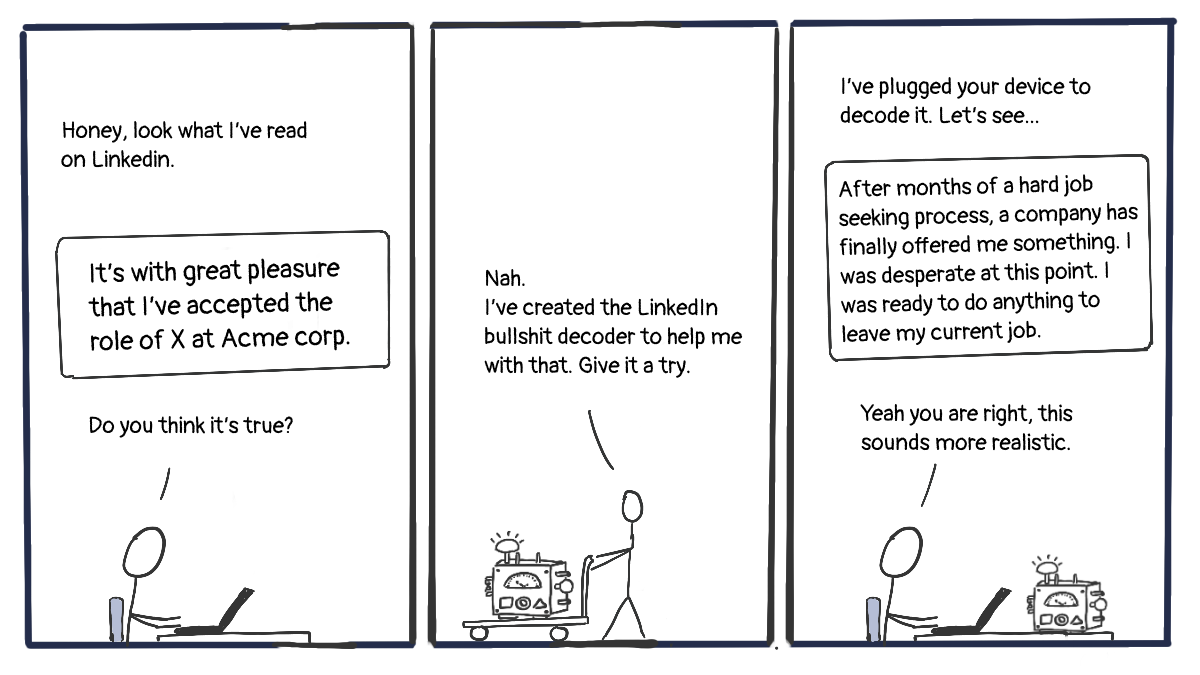 Honey, look what I've read
on Linkedin.
It's with great pleasure
that I've accepted the
role of X at Acme corp.
Do you think it's true?
Nah.
I've created the LinkedIn
bullshit decoder to help me
with that. Give it a try.
I've plugged your device to
decode it. Let's see...
After months of a hard job
seeking process, a company has
finally offered me something. I
was desperate at this point. I
was ready to do anything to
leave my current job.
Yeah you are right, this
sounds more realistic.